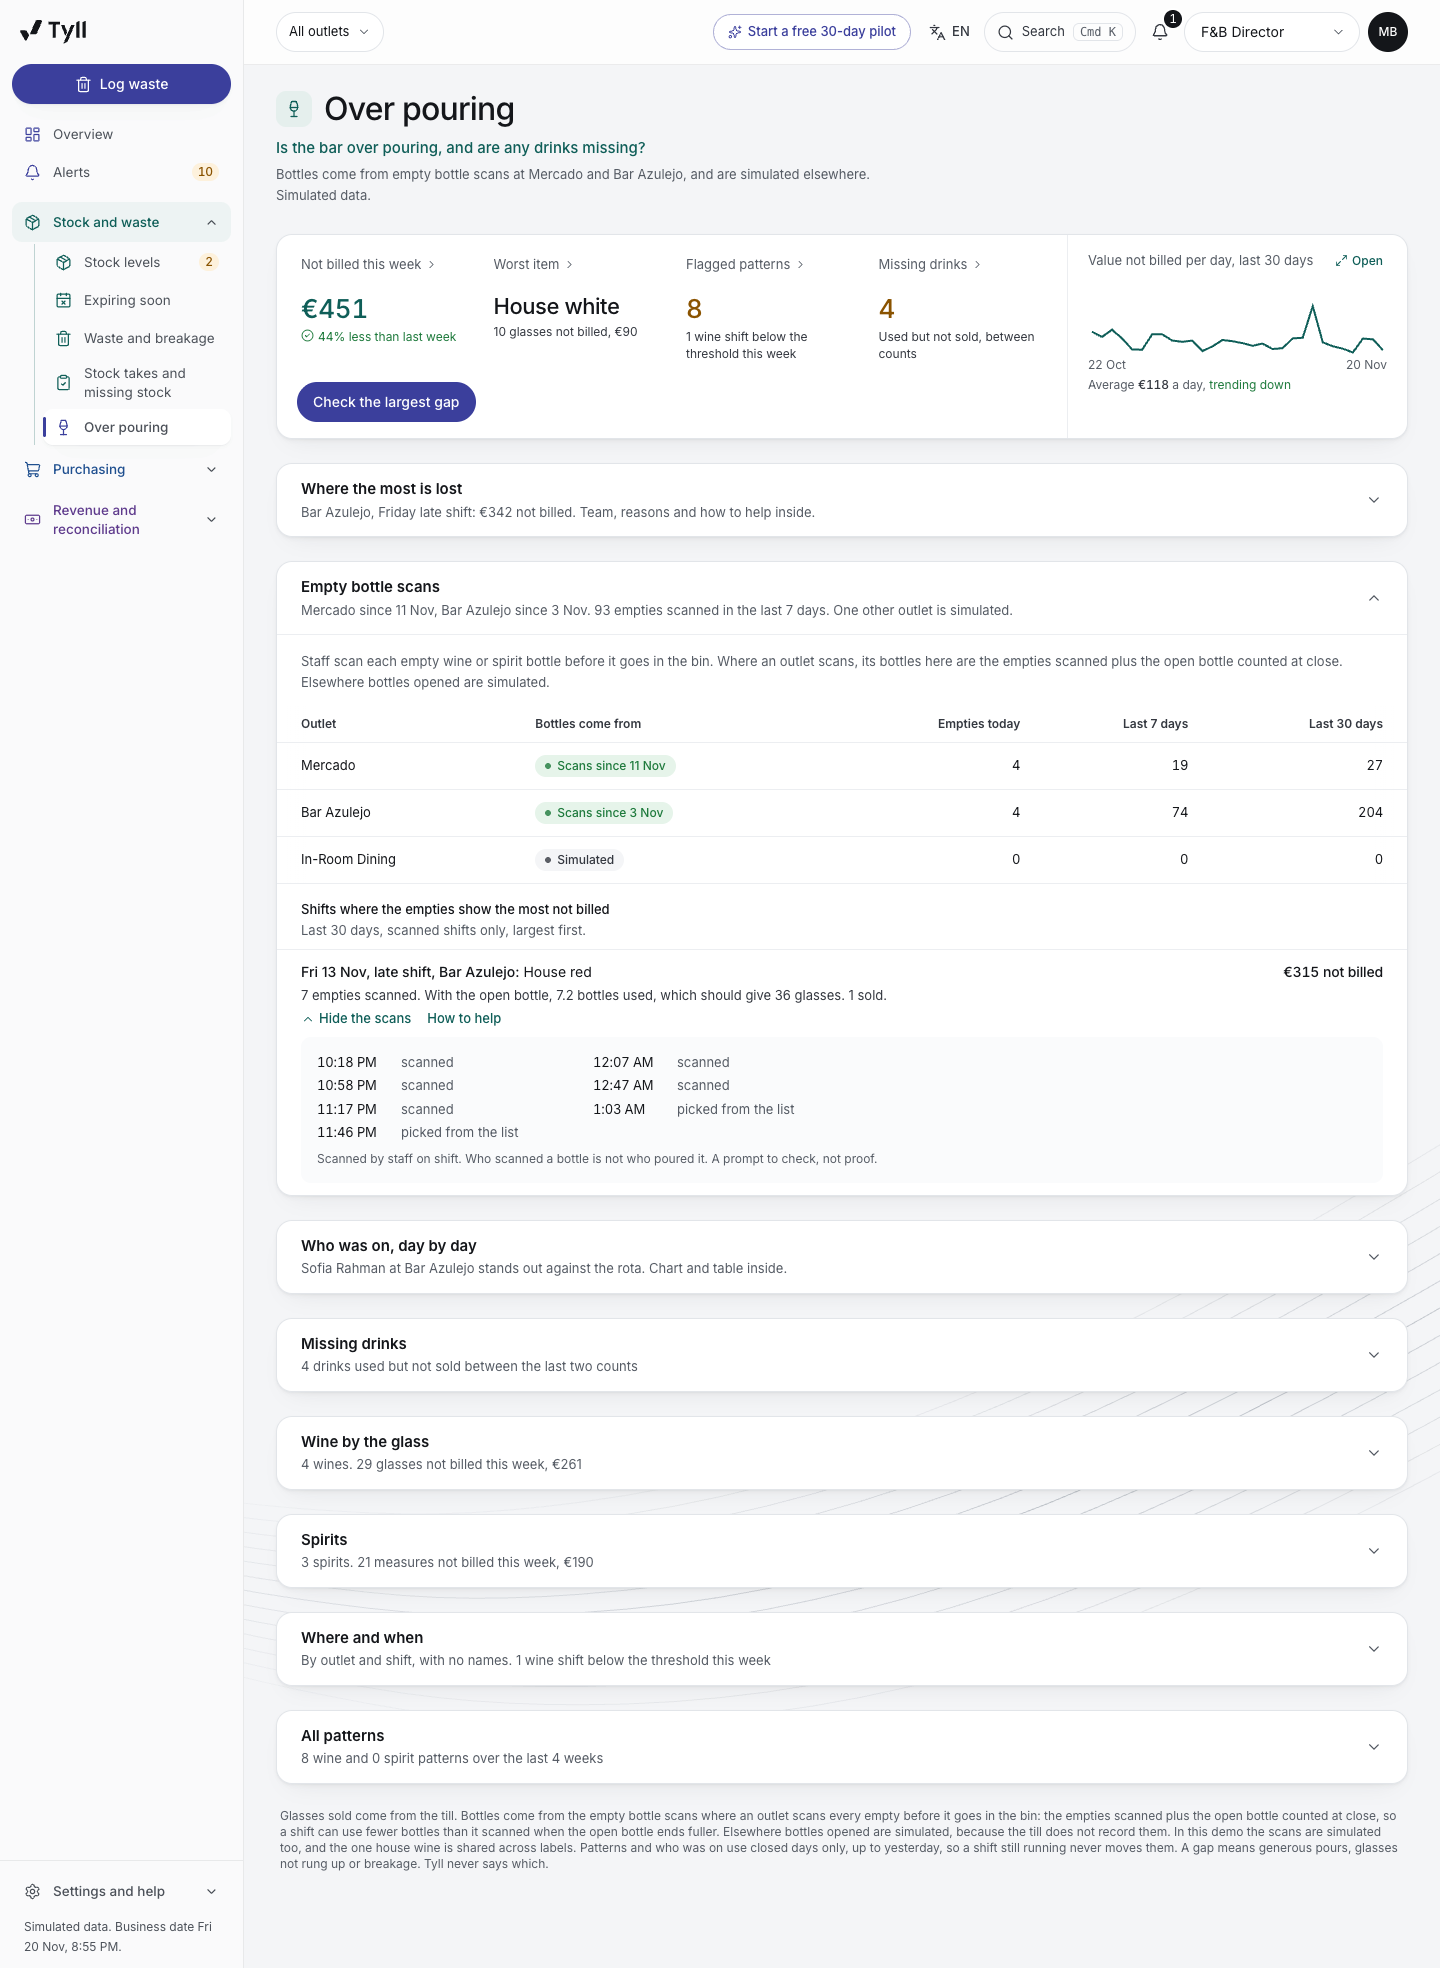 Tyll
Log waste
Overview
Alerts 10
Stock and waste
Stock levels 2
Expiring soon
Waste and breakage
Stock takes and
missing stock
Over pouring
Purchasing
Revenue and
reconciliation
Settings and help
Simulated data. Business date Fri
20 Nov, 8:55 PM.
All outlets
Start a free 30-day pilot
EN
Search Cmd K
1
F&B Director
MB
Over pouring
Is the bar over pouring, and are any drinks missing?
Bottles come from empty bottle scans at Mercado and Bar Azulejo, and are simulated elsewhere.
Simulated data.
Not billed this week
€451
44% less than last week
Worst item
House white
10 glasses not billed, €90
Flagged patterns
8
1 wine shift below the
threshold this week
Missing drinks
4
Used but not sold, between
counts
Check the largest gap
Value not billed per day, last 30 days Open
22 Oct 20 Nov
Average €118 a day, trending down
Where the most is lost
Bar Azulejo, Friday late shift: €342 not billed. Team, reasons and how to help inside.
Empty bottle scans
Mercado since 11 Nov, Bar Azulejo since 3 Nov. 93 empties scanned in the last 7 days. One other outlet is simulated.
Staff scan each empty wine or spirit bottle before it goes in the bin. Where an outlet scans, its bottles here are the empties scanned plus the open bottle counted at close.
Elsewhere bottles opened are simulated.
Outlet Bottles come from Empties today Last 7 days Last 30 days
Mercado Scans since 11 Nov 4 19 27
Bar Azulejo Scans since 3 Nov 4 74 204
In-Room Dining Simulated 0 0 0
Shifts where the empties show the most not billed
Last 30 days, scanned shifts only, largest first.
Fri 13 Nov, late shift, Bar Azulejo: House red €315 not billed
7 empties scanned. With the open bottle, 7.2 bottles used, which should give 36 glasses. 1 sold.
Hide the scans How to help
10:18 PM scanned 12:07 AM scanned
10:58 PM scanned 12:47 AM scanned
11:17 PM scanned 1:03 AM picked from the list
11:46 PM picked from the list
Scanned by staff on shift. Who scanned a bottle is not who poured it. A prompt to check, not proof.
Who was on, day by day
Sofia Rahman at Bar Azulejo stands out against the rota. Chart and table inside.
Missing drinks
4 drinks used but not sold between the last two counts
Wine by the glass
4 wines. 29 glasses not billed this week, €261
Spirits
3 spirits. 21 measures not billed this week, €190
Where and when
By outlet and shift, with no names. 1 wine shift below the threshold this week
All patterns
8 wine and 0 spirit patterns over the last 4 weeks
Glasses sold come from the till. Bottles come from the empty bottle scans where an outlet scans every empty before it goes in the bin: the empties scanned plus the open bottle counted at close, so
a shift can use fewer bottles than it scanned when the open bottle ends fuller. Elsewhere bottles opened are simulated, because the till does not record them. In this demo the scans are simulated
too, and the one house wine is shared across labels. Patterns and who was on use closed days only, up to yesterday, so a shift still running never moves them. A gap means generous pours, glasses
not rung up or breakage. Tyll never says which.